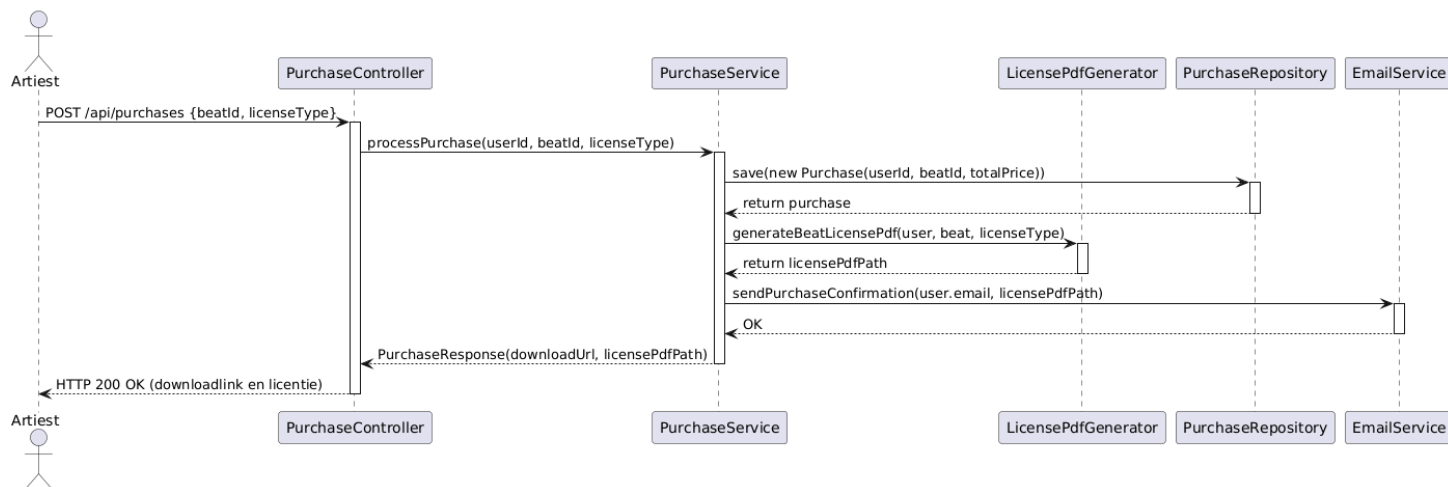 Artiest
PurchaseController
PurchaseService
LicensePdfGenerator
PurchaseRepository
EmailService
POST /api/purchases {beatId, licenseType}
processPurchase(userId, beatId, licenseType)
save(new Purchase(userId, beatId, totalPrice))
return purchase
generateBeatLicensePdf(user, beat, licenseType)
return licensePdfPath
sendPurchaseConfirmation(user.email, licensePdfPath)
OK
PurchaseResponse(downloadUrl, licensePdfPath)
HTTP 200 OK (downloadlink en licentie)
Artiest
PurchaseController
PurchaseService
LicensePdfGenerator
PurchaseRepository
EmailService